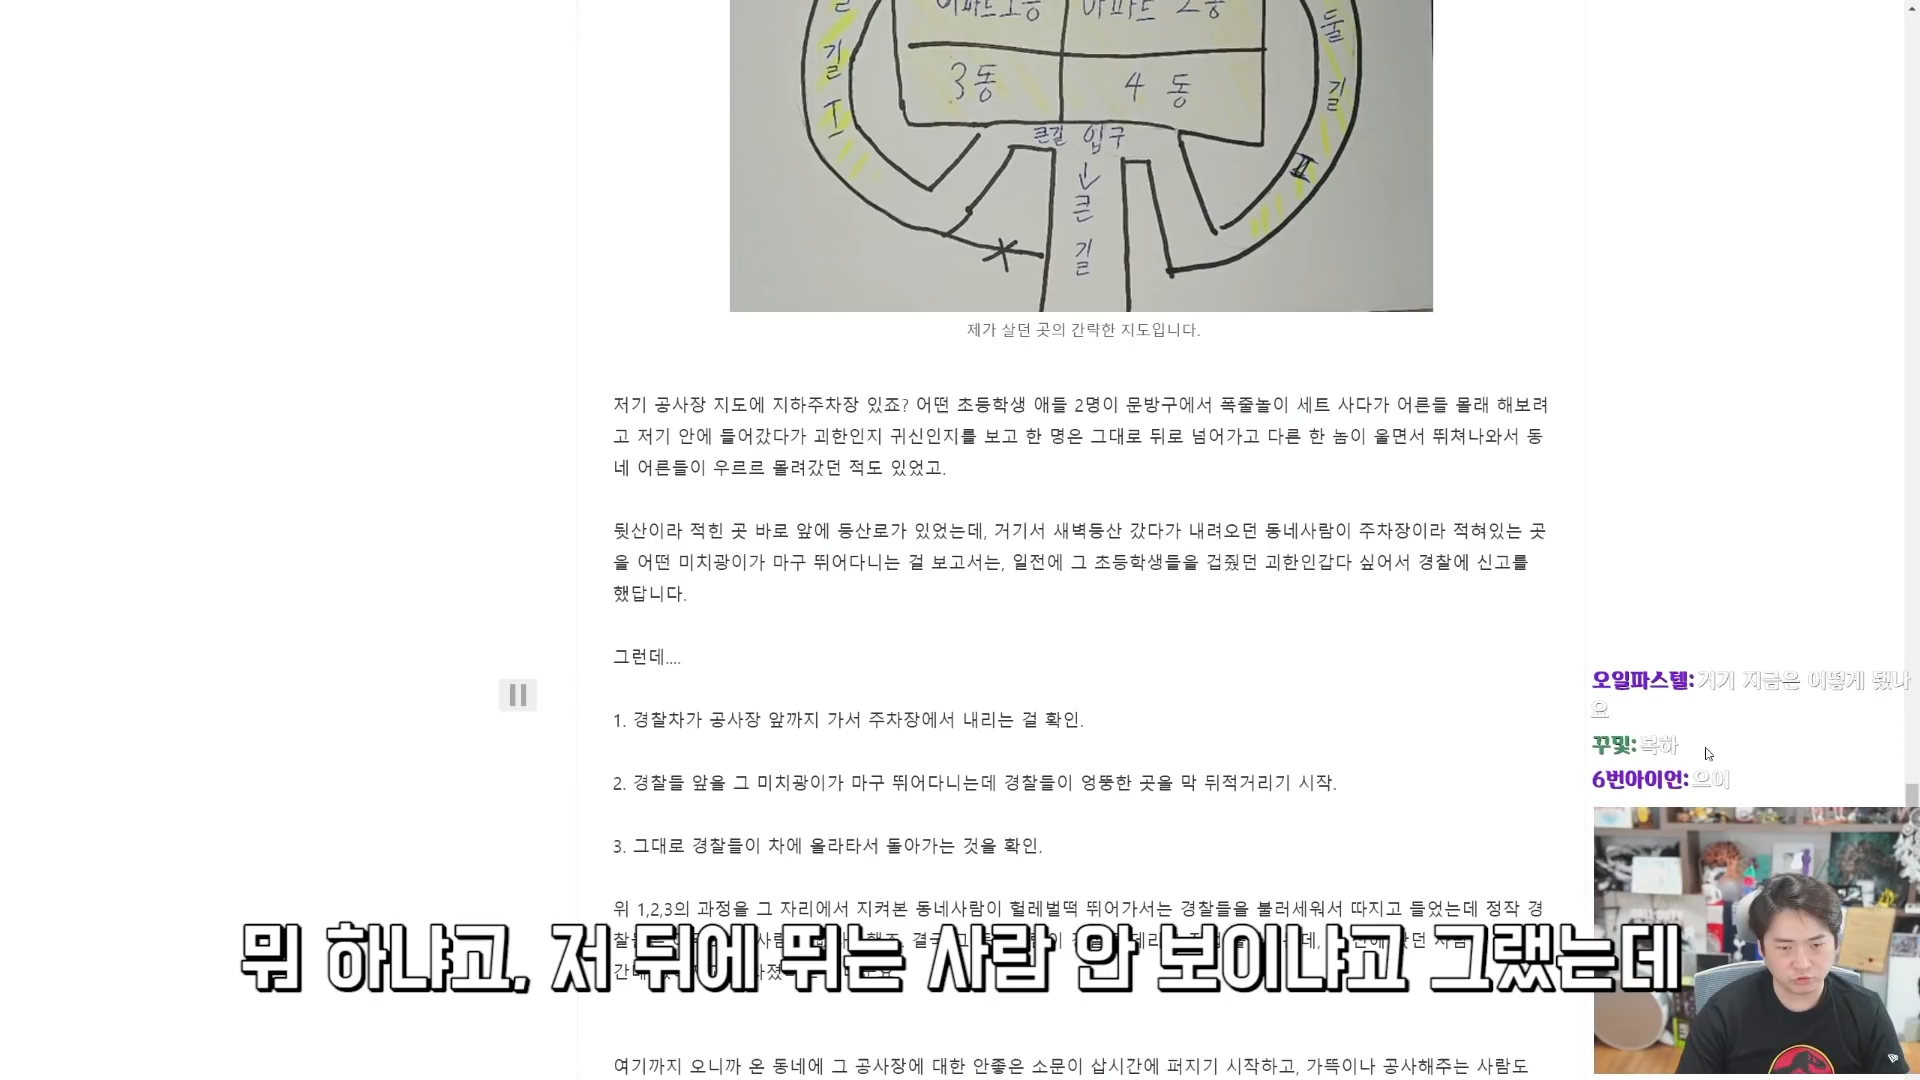 아파트1동 아파트 2동
둘
길
길
3동
4 동
I
큰길 입구
II
큰
길
제가 살던 곳의 간략한 지도입니다.
저기 공사장 지도에 지하주차장 있죠? 어떤 초등학생 애들 2명이 문방구에서 폭줄놀이 세트 사다가 어른들 몰래 해보려
고 저기 안에 들어갔다가 괴한인지 귀신인지를 보고 한 명은 그대로 뒤로 넘어가고 다른 한 놈이 울면서 뛰쳐나와서 동
네 어른들이 우르르 몰려갔던 적도 있었고.
뒷산이라 적힌 곳 바로 앞에 등산로가 있었는데, 거기서 새벽등산 갔다가 내려오던 동네사람이 주차장이라 적혀있는 곳
을 어떤 미치광이가 마구 뛰어다니는 걸 보고서는, 일전에 그 초등학생들을 겁줬던 괴한인갑다 싶어서 경찰에 신고를
했답니다.
그런데....
1. 경찰차가 공사장 앞까지 가서 주차장에서 내리는 걸 확인.
2. 경찰들 앞을 그 미치광이가 마구 뛰어다니는데 경찰들이 엉뚱한 곳을 막 뒤적거리기 시작.
3. 그대로 경찰들이 차에 올라타서 돌아가는 것을 확인.
위 1,2,3의 과정을 그 자리에서 지켜본 동네사람이 헐레벌떡 뛰어가서는 경찰들을 불러세워서 따지고 들었는데 정작 경
뭐 하냐고, 저 뒤에 뛰는 사람 안 보이냐고 그랬는데
여기까지 오니까 온 동네에 그 공사장에 대한 안좋은 소문이 삽시간에 퍼지기 시작하고, 가뜩이나 공사해주는 사람도
오일파스텔: 거기 지금은 어떻게 됐나
요
꾸밎: 복하
6번아이언: 으어